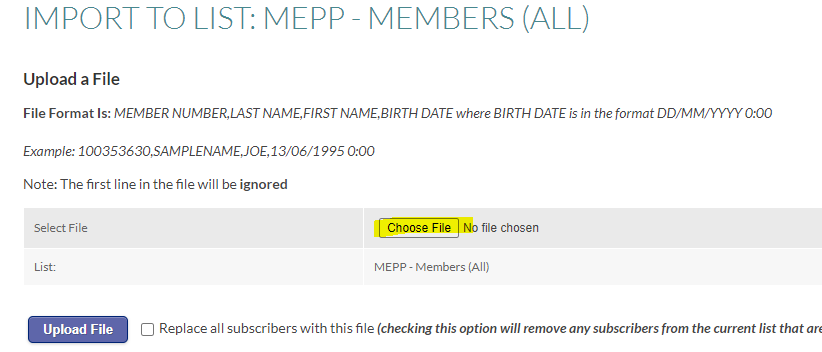 IMPORT TO LIST: MEPP - MEMBERS (ALL)
Upload a File
File Format Is: MEMBER NUMBER,LAST NAME,FIRST NAME,BIRTH DATE where BIRTH DATE is in the format DD/MM/YYYY 0:00
Example: 100353630,SAMPLENAME,JOE,13/06/1995 0:00
Note: The first line in the file will be ignored
Select File Choose File No file chosen
List: MEPP - Members (All)
Upload File Replace all subscribers with this file (checking this option will remove any subscribers from the current list that are